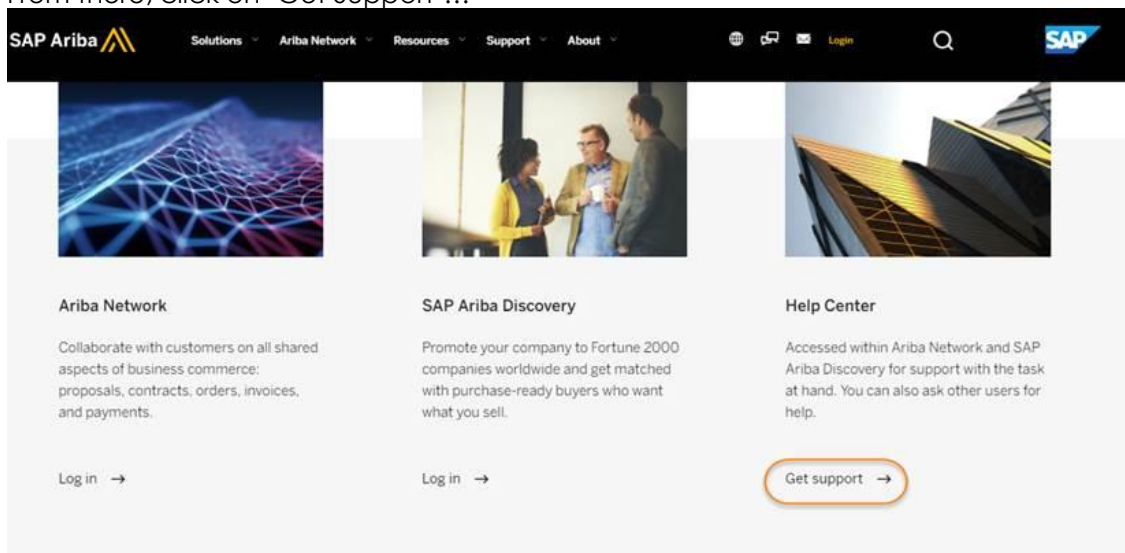 From there, click on "Get support"...
SAP Ariba
Solutions Ariba Network Resources Support About Login SAP
Ariba Network
Collaborate with customers on all shared
aspects of business commerce:
proposals, contracts, orders, invoices,
and payments.
Log in →
SAP Ariba Discovery
Promote your company to Fortune 2000
companies worldwide and get matched
with purchase-ready buyers who want
what you sell.
Log in →
Help Center
Accessed within Ariba Network and SAP
Ariba Discovery for support with the task
at hand. You can also ask other users for
help.
Get support →